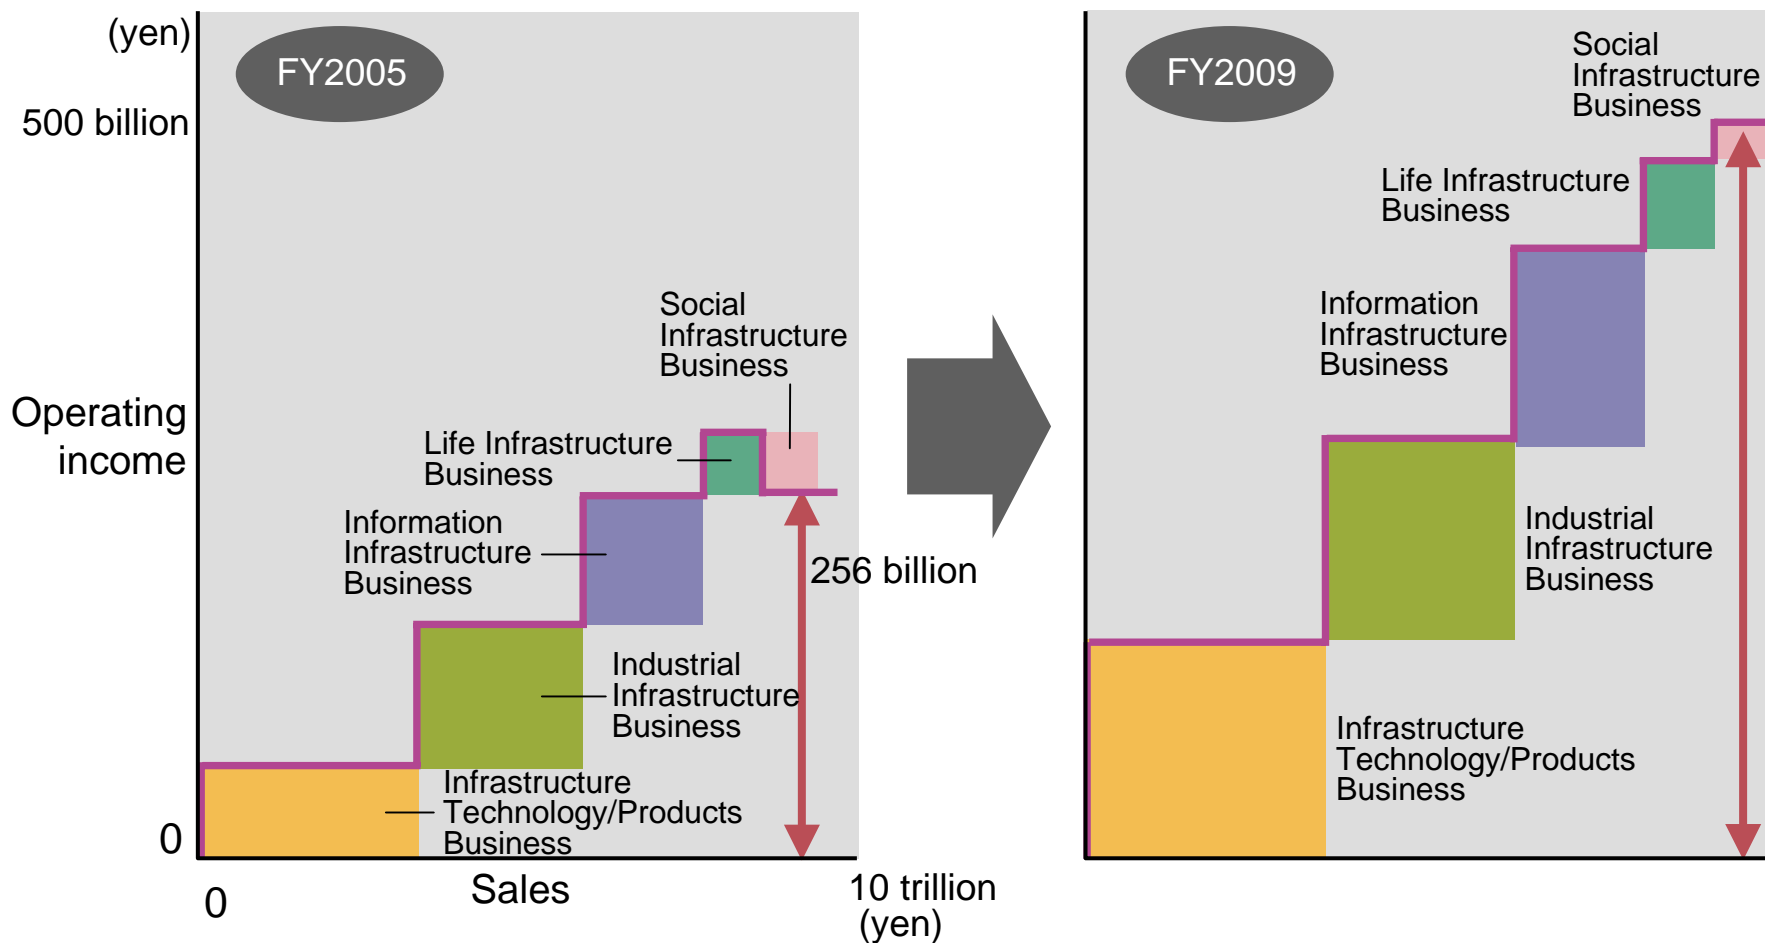 (yen)
FY2005
500 billion
Operating
income
Social
Infrastructure
Business
Life Infrastructure
Business
Information
Infrastructure
Business
256 billion
Industrial
Infrastructure
Business
Infrastructure
Technology/Products
Business
0
0
Sales
10 trillion
(yen)
FY2009
Social
Infrastructure
Business
Life Infrastructure
Business
Information
Infrastructure
Business
Industrial
Infrastructure
Business
Infrastructure
Technology/Products
Business